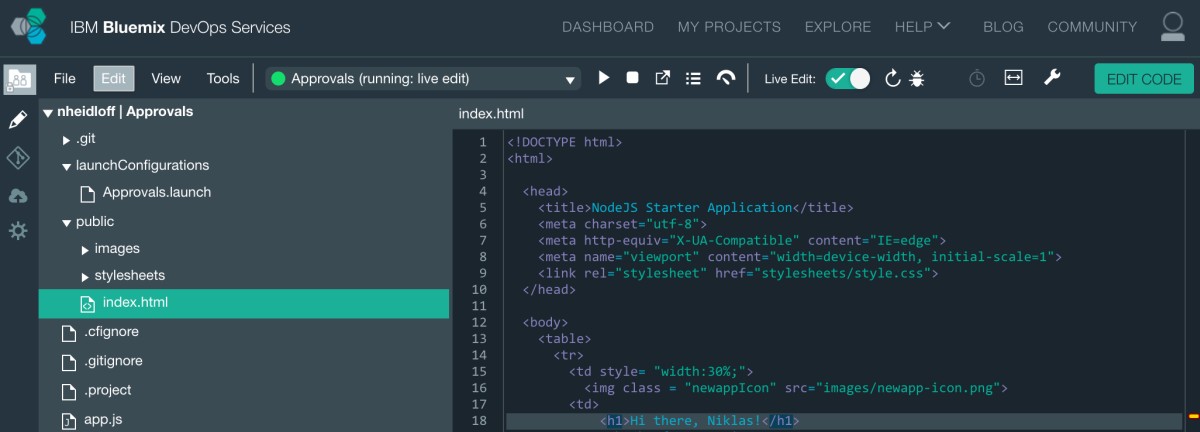 IBM Bluemix DevOps Services DASHBOARD MY PROJECTS EXPLORE HELP BLOG COMMUNITY
File Edit View Tools Approvals (running: live edit) Live Edit: EDIT CODE
nheidloff | Approvals
.git
launchConfigurations
Approvals.launch
public
images
stylesheets
index.html
.cfignore
.gitignore
.project
app.js
index.html
1 <!DOCTYPE html>
2 <html>
3
4 <head>
5 <title>NodeJS Starter Application</title>
6 <meta charset="utf-8">
7 <meta http-equiv="X-UA-Compatible" content="IE=edge">
8 <meta name="viewport" content="width=device-width, initial-scale=1">
9 <link rel="stylesheet" href="stylesheets/style.css">
10 </head>
11
12 <body>
13 <table>
14 <tr>
15 <td style= "width:30%;">
16 <img class = "newappIcon" src="images/newapp-icon.png">
17 <td>
18 <h1>Hi there, Niklas!</h1>